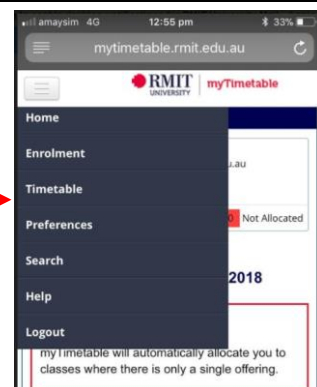 amaysim 4G 12:55 pm 33%
mytimetable.rmit.edu.au
RMIT UNIVERSITY myTimetable
Home
Enrolment
u.au
Timetable
Preferences
Not Allocated
Search
2018
Help
Logout
myTimetable will automatically allocate you to
classes where there is only a single offering.